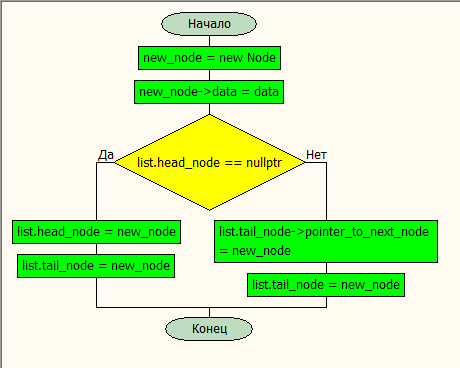 Начало
new_node = new Node
new_node->data = data
list.head_node == nullptr
Да
Нет
list.head_node = new_node
list.tail_node = new_node
list.tail_node->pointer_to_next_node
= new_node
list.tail_node = new_node
Конец